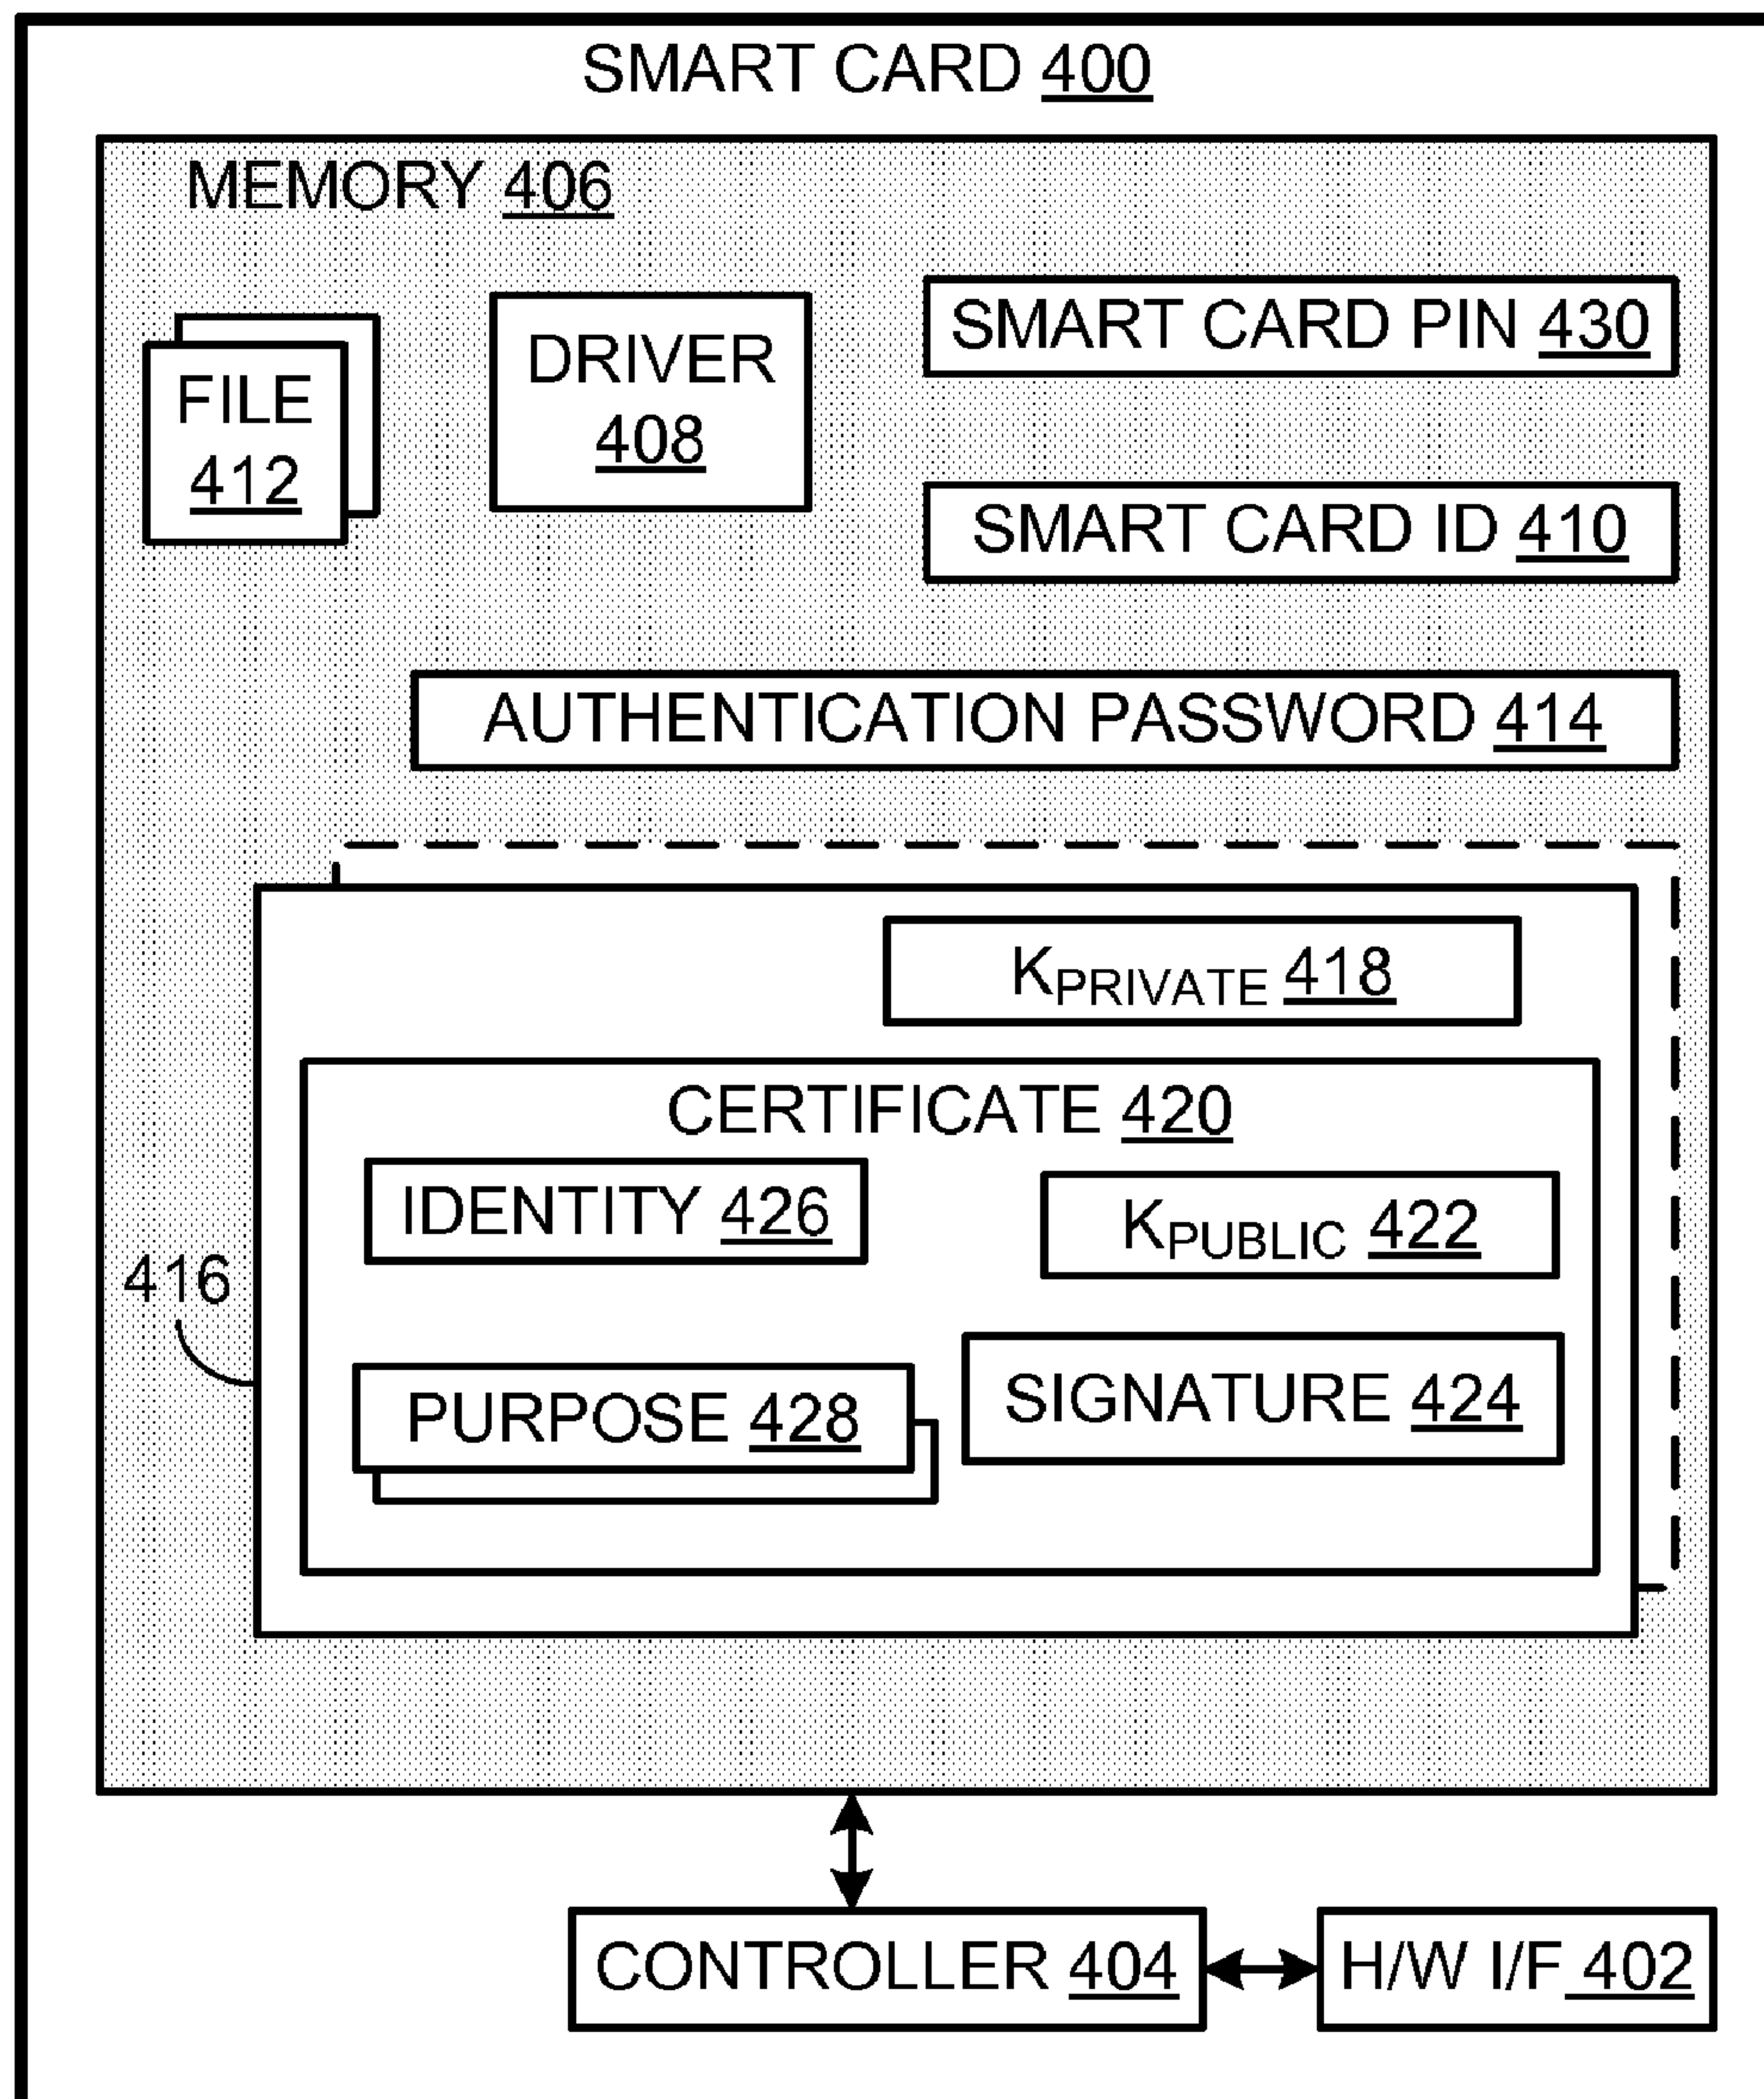 SMART CARD 400
MEMORY 406
SMART CARD PIN 430
DRIVER
408
FILE
412
SMART CARD ID 410
AUTHENTICATION PASSWORD 414
KPRIVATE 418
CERTIFICATE 420
IDENTITY 426
KPUBLIC 422
416
PURPOSE 428
SIGNATURE 424
CONTROLLER 404
H/W I/F 402